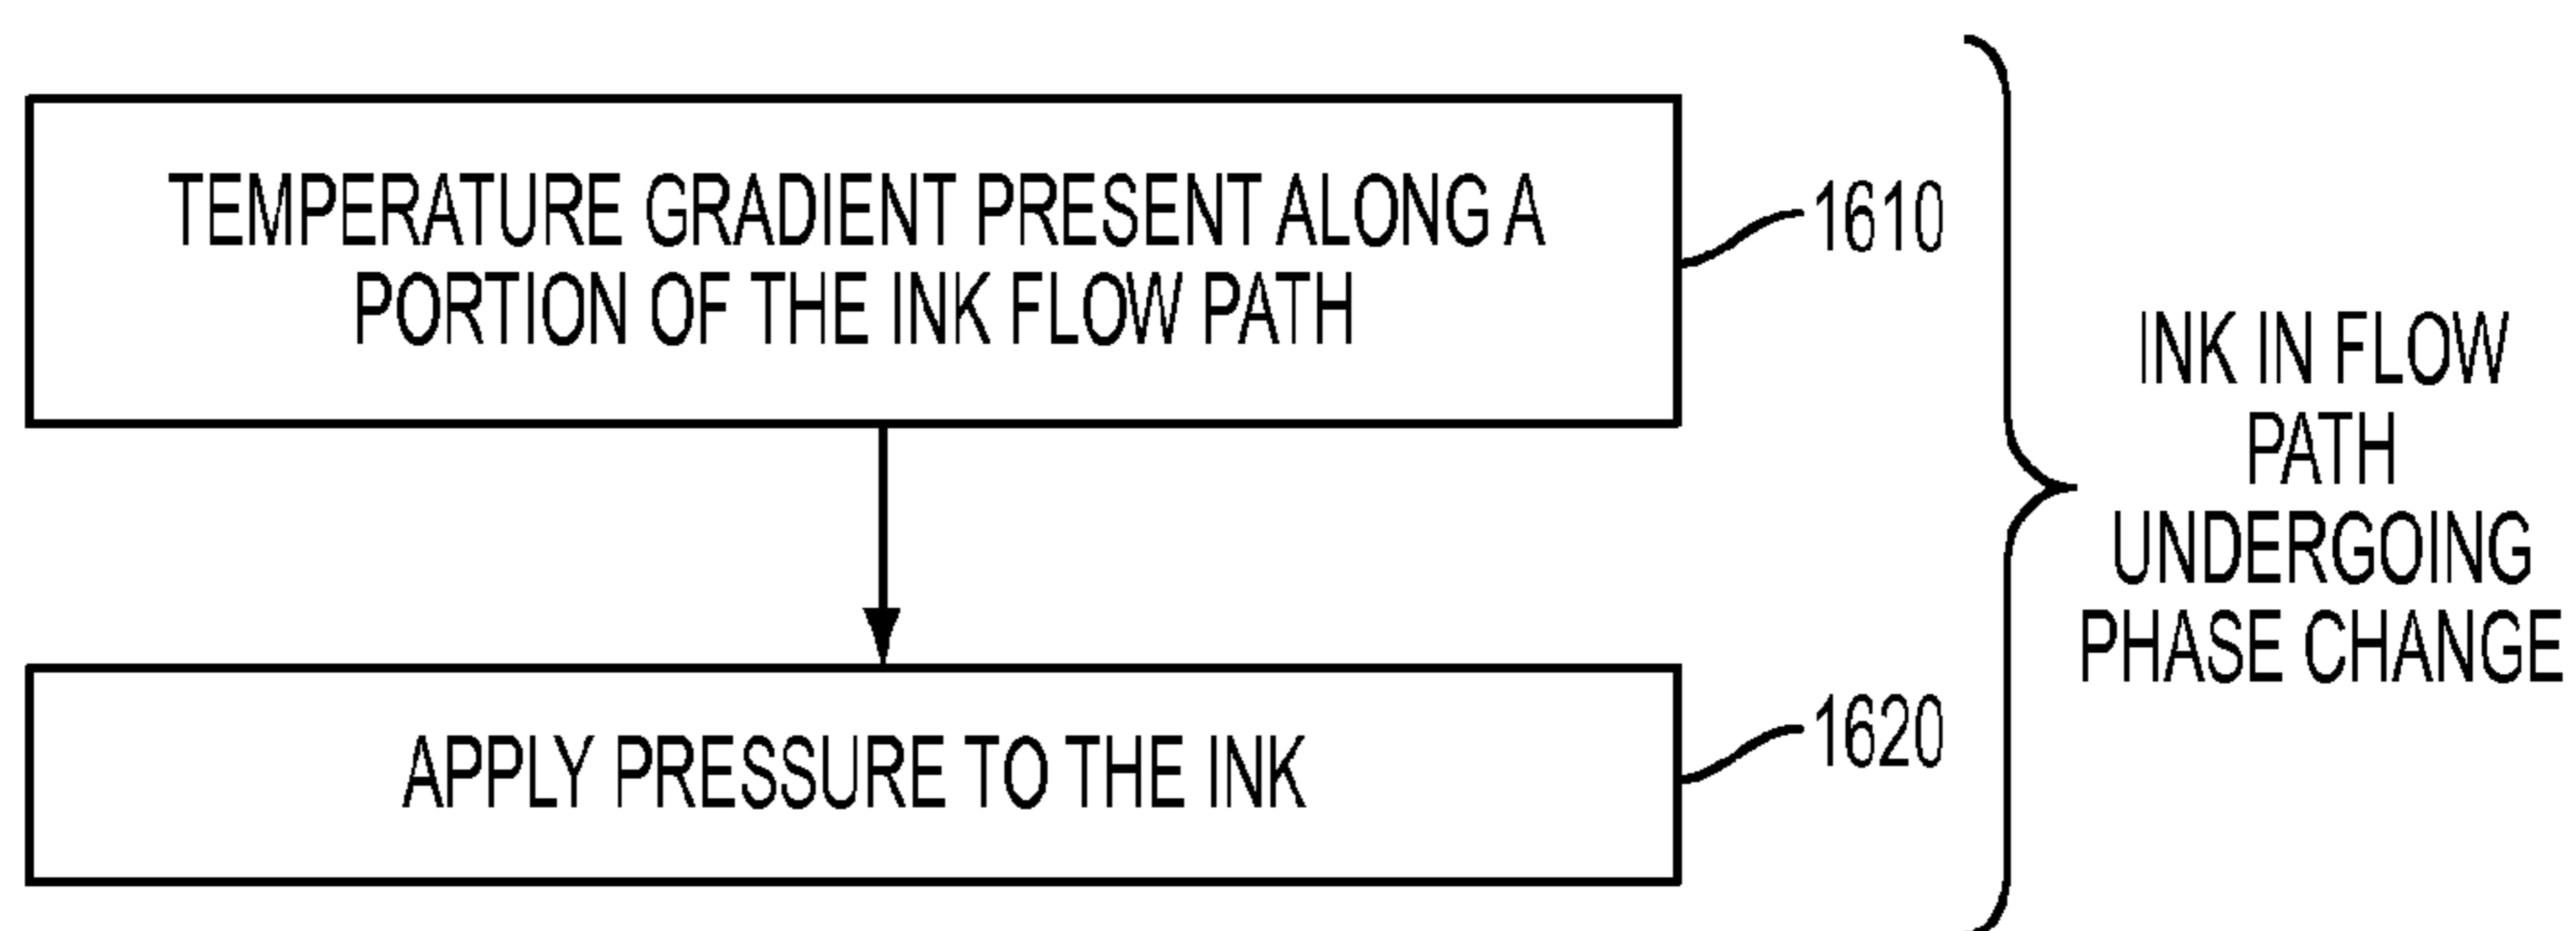 TEMPERATURE GRADIENT PRESENT ALONG A
PORTION OF THE INK FLOW PATH
1610
APPLY PRESSURE TO THE INK
1620
INK IN FLOW
PATH
UNDERGOING
PHASE CHANGE